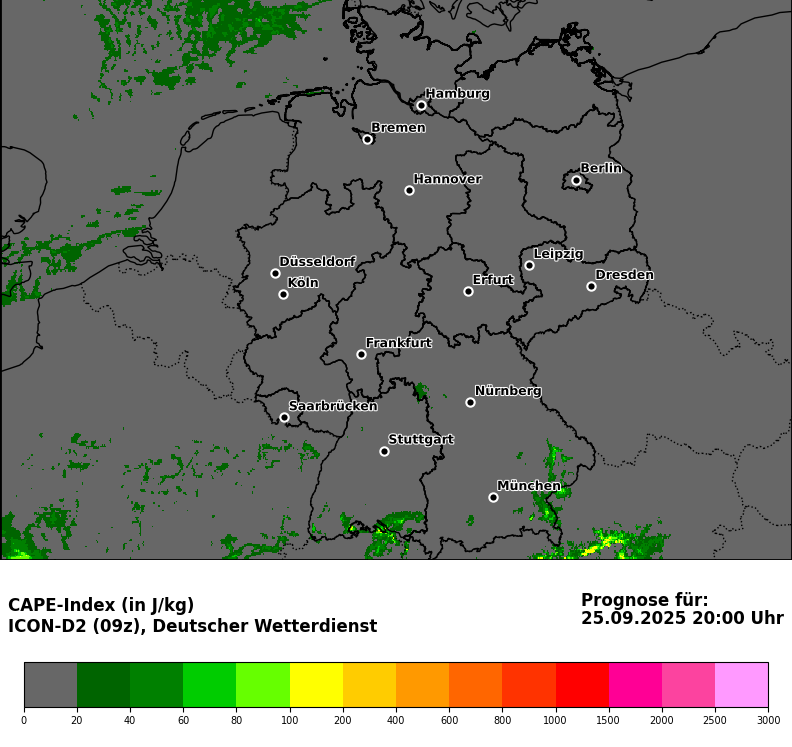 Hamburg
Bremen
Berlin
Hannover
Leipzig
Düsseldorf
Dresden
Erfurt
Köln
Frankfurt
Nürnberg
Saarbrücken
Stuttgart
München
CAPE-Index (in J/kg)
ICON-D2 (09z), Deutscher Wetterdienst
Prognose für:
25.09.2025 20:00 Uhr
0 20 40 60 80 100 200 400 600 800 1000 1500 2000 2500 3000